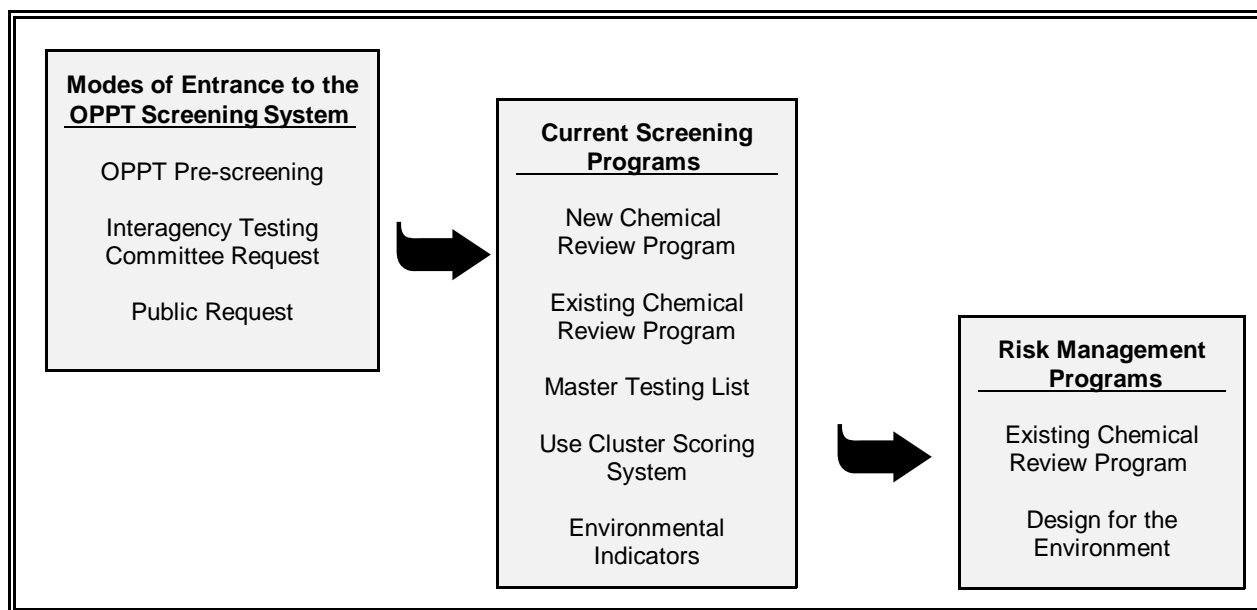 Modes of Entrance to the
OPPT Screening System
OPPT Pre-screening
Interagency Testing
Committee Request
Public Request
Current Screening
Programs
New Chemical
Review Program
Existing Chemical
Review Program
Master Testing List
Use Cluster Scoring
System
Environmental
Indicators
Risk Management
Programs
Existing Chemical
Review Program
Design for the
Environment